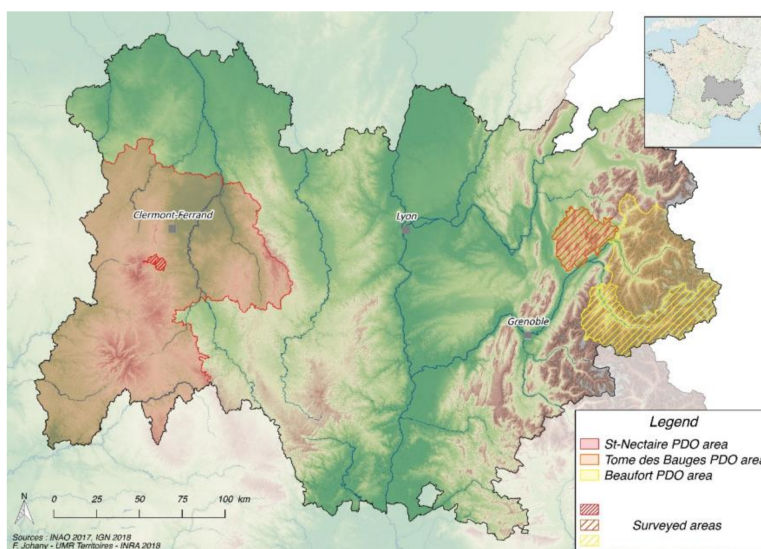 Clermont-Ferrand
Lyon
Grenoble
Legend
St-Nectaire PDO area
Tome des Bauges PDO area
Beaufort PDO area
Surveyed areas
N
0 25 50 75 100 km
Sources : INAO 2017, IGN 2018
F. Johany - UMR Territoires - INRA 2018